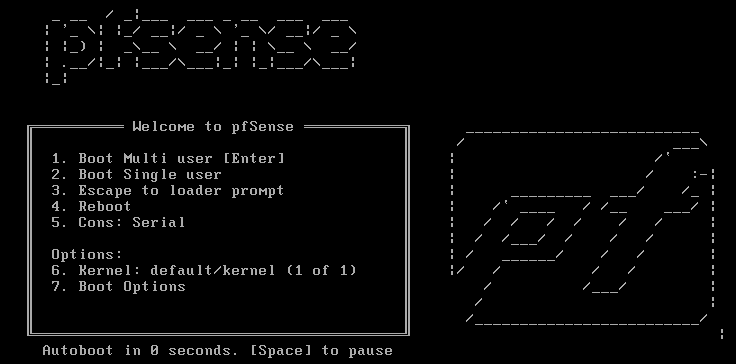 pfsense
Welcome to pfSense
1. Boot Multi user [Enter]
2. Boot Single user
3. Escape to loader prompt
4. Reboot
5. Cons: Serial
Options:
6. Kernel: default/kernel (1 of 1)
7. Boot Options
pf
Autoboot in 0 seconds. [Space] to pause